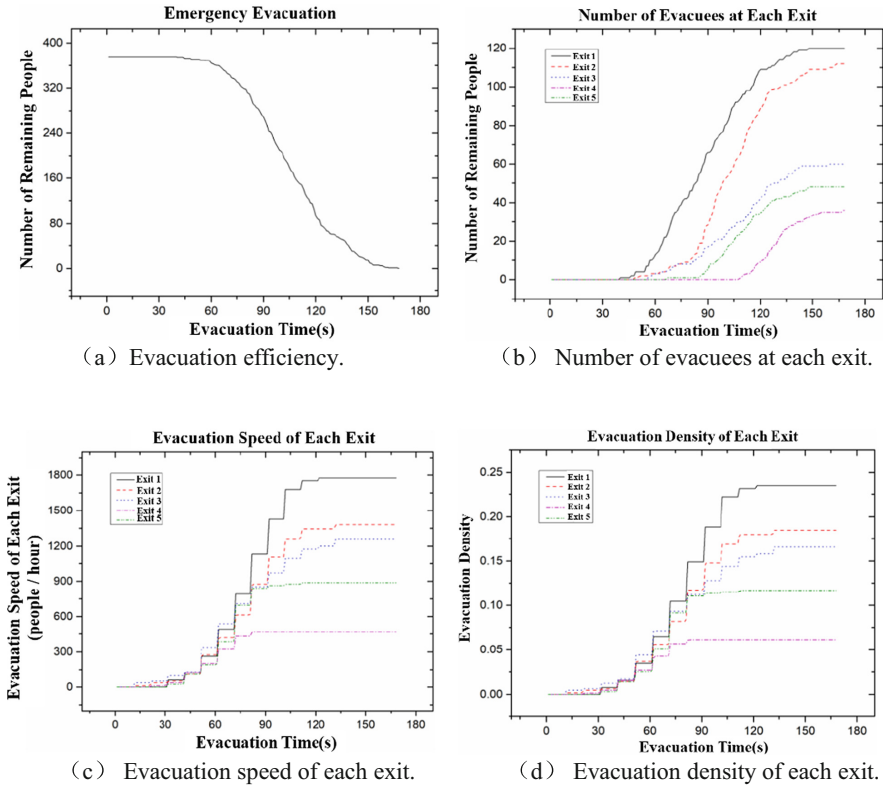 Emergency Evacuation
400
320
240
160
80
0
Number of Remaining People
0 30 60 90 120 150 180
Evacuation Time(s)
（a）Evacuation efficiency.
Number of Evacuees at Each Exit
Exit 1
Exit 2
Exit 3
Exit 4
Exit 5
120
100
80
60
40
20
0
Number of Remaining People
0 30 60 90 120 150 180
Evacuation Time(s)
（b） Number of evacuees at each exit.
Evacuation Speed of Each Exit
Exit 1
Exit 2
Exit 3
Exit 4
Exit 5
1800
1500
1200
900
600
300
0
Evacuation Speed of Each Exit
(people / hour)
0 30 60 90 120 150 180
Evacuation Time(s)
（c） Evacuation speed of each exit.
Evacuation Density of Each Exit
Exit 1
Exit 2
Exit 3
Exit 4
Exit 5
0.25
0.20
0.15
0.10
0.05
0.00
Evacuation Density
0 30 60 90 120 150 180
Evacuation Time(s)
（d） Evacuation density of each exit.